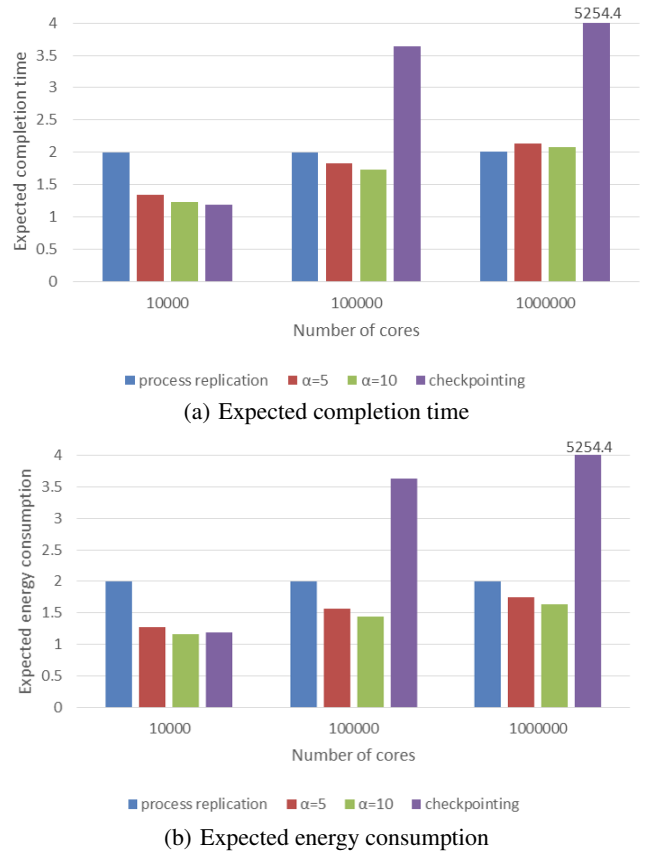 5254.4
4
3.5
3
2.5
2
1.5
1
0.5
0
Expected completion time
10000 100000 1000000
Number of cores
process replication α=5 α=10 checkpointing
(a) Expected completion time
5254.4
4
3.5
3
2.5
2
1.5
1
0.5
0
Expected energy consumption
10000 100000 1000000
Number of cores
process replication α=5 α=10 checkpointing
(b) Expected energy consumption